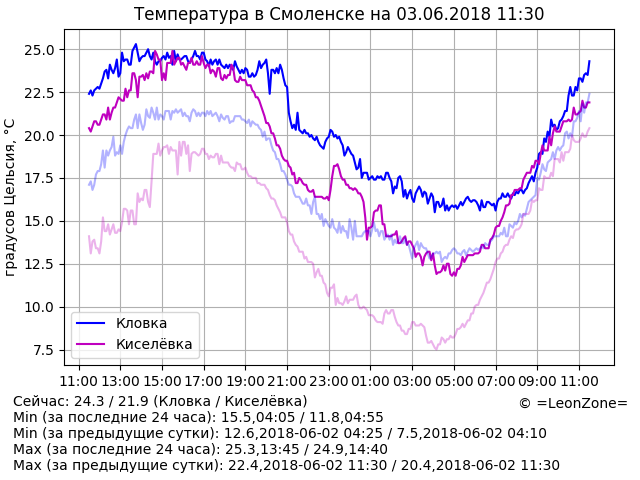 Температура в Смоленске на 03.06.2018 11:30
градусов Цельсия, °C
25.0
22.5
20.0
17.5
15.0
12.5
10.0
7.5
Кловка
Киселёвка
11:00 13:00 15:00 17:00 19:00 21:00 23:00 01:00 03:00 05:00 07:00 09:00 11:00
© =LeonZone=
Сейчас: 24.3 / 21.9 (Кловка / Киселёвка)
Min (за последние 24 часа): 15.5,04:05 / 11.8,04:55
Min (за предыдущие сутки): 12.6,2018-06-02 04:25 / 7.5,2018-06-02 04:10
Max (за последние 24 часа): 25.3,13:45 / 24.9,14:40
Max (за предыдущие сутки): 22.4,2018-06-02 11:30 / 20.4,2018-06-02 11:30